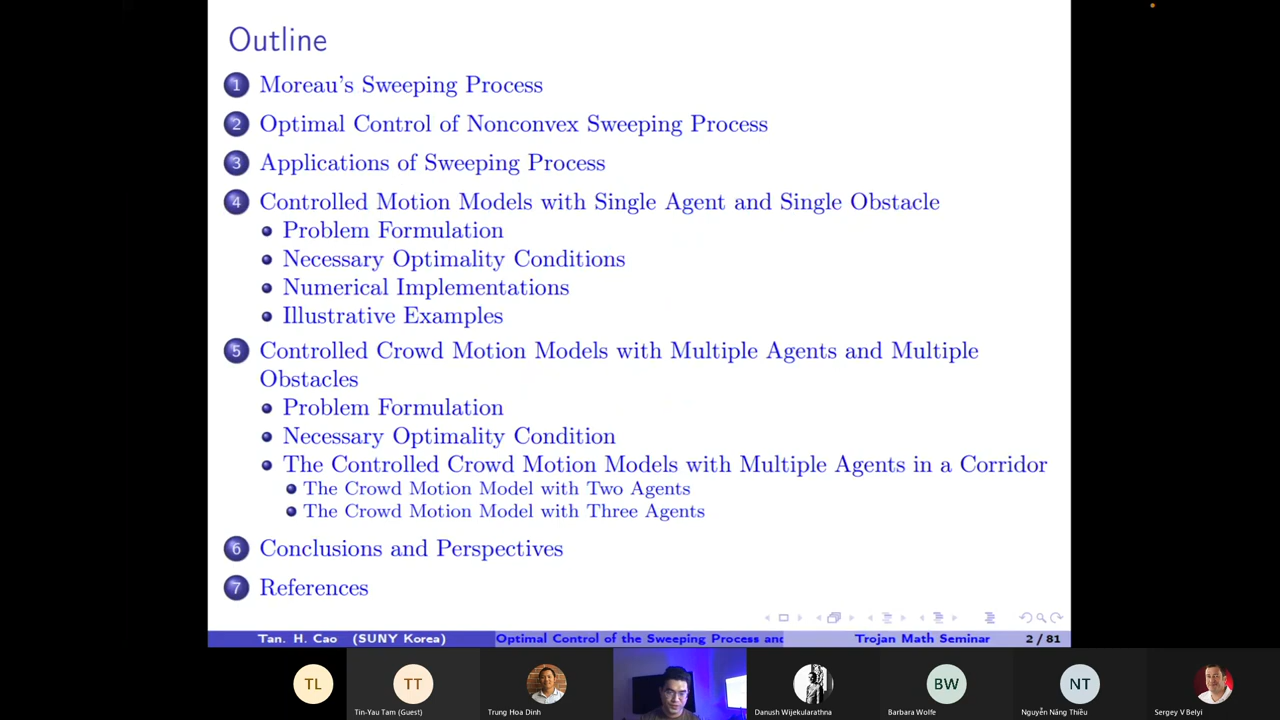 Outline
1 Moreau's Sweeping Process
2 Optimal Control of Nonconvex Sweeping Process
3 Applications of Sweeping Process
4 Controlled Motion Models with Single Agent and Single Obstacle
Problem Formulation
Necessary Optimality Conditions
Numerical Implementations
Illustrative Examples
5 Controlled Crowd Motion Models with Multiple Agents and Multiple
Obstacles
Problem Formulation
Necessary Optimality Condition
The Controlled Crowd Motion Models with Multiple Agents in a Corridor
The Crowd Motion Model with Two Agents
The Crowd Motion Model with Three Agents
6 Conclusions and Perspectives
7 References
Tan. H. Cao (SUNY Korea) Optimal Control of the Sweeping Process and Trojan Math Seminar 2 / 81
TL TT BW NT
Tin-Yau Tam (Guest) Trung Hoa Dinh Danush Wijekularathna Barbara Wolfe Nguyễn Năng Thiều Sergey V Belyi